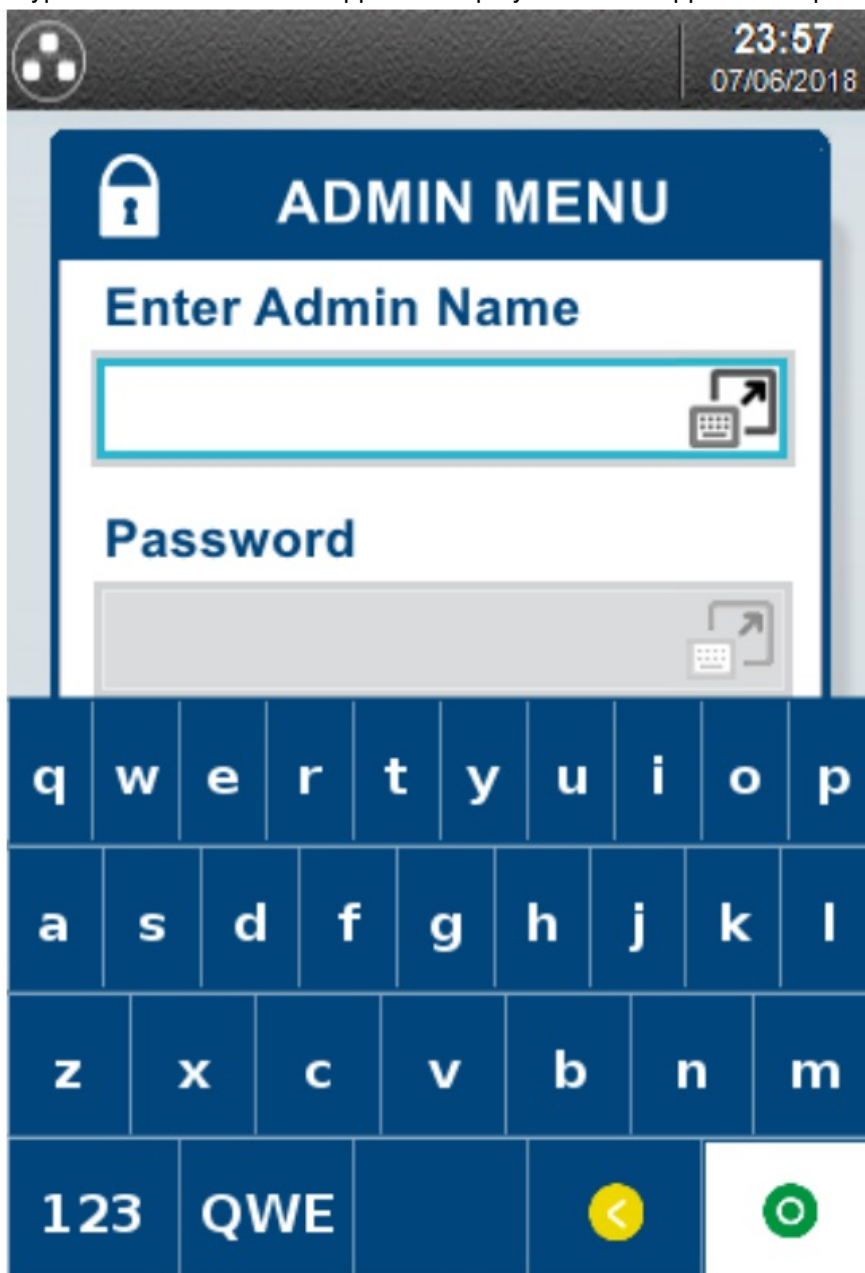 23:57
07/06/2018
ADMIN MENU
Enter Admin Name
Password
q w e r t y u i o p
a s d f g h j k l
z x c v b n m
123 QWE